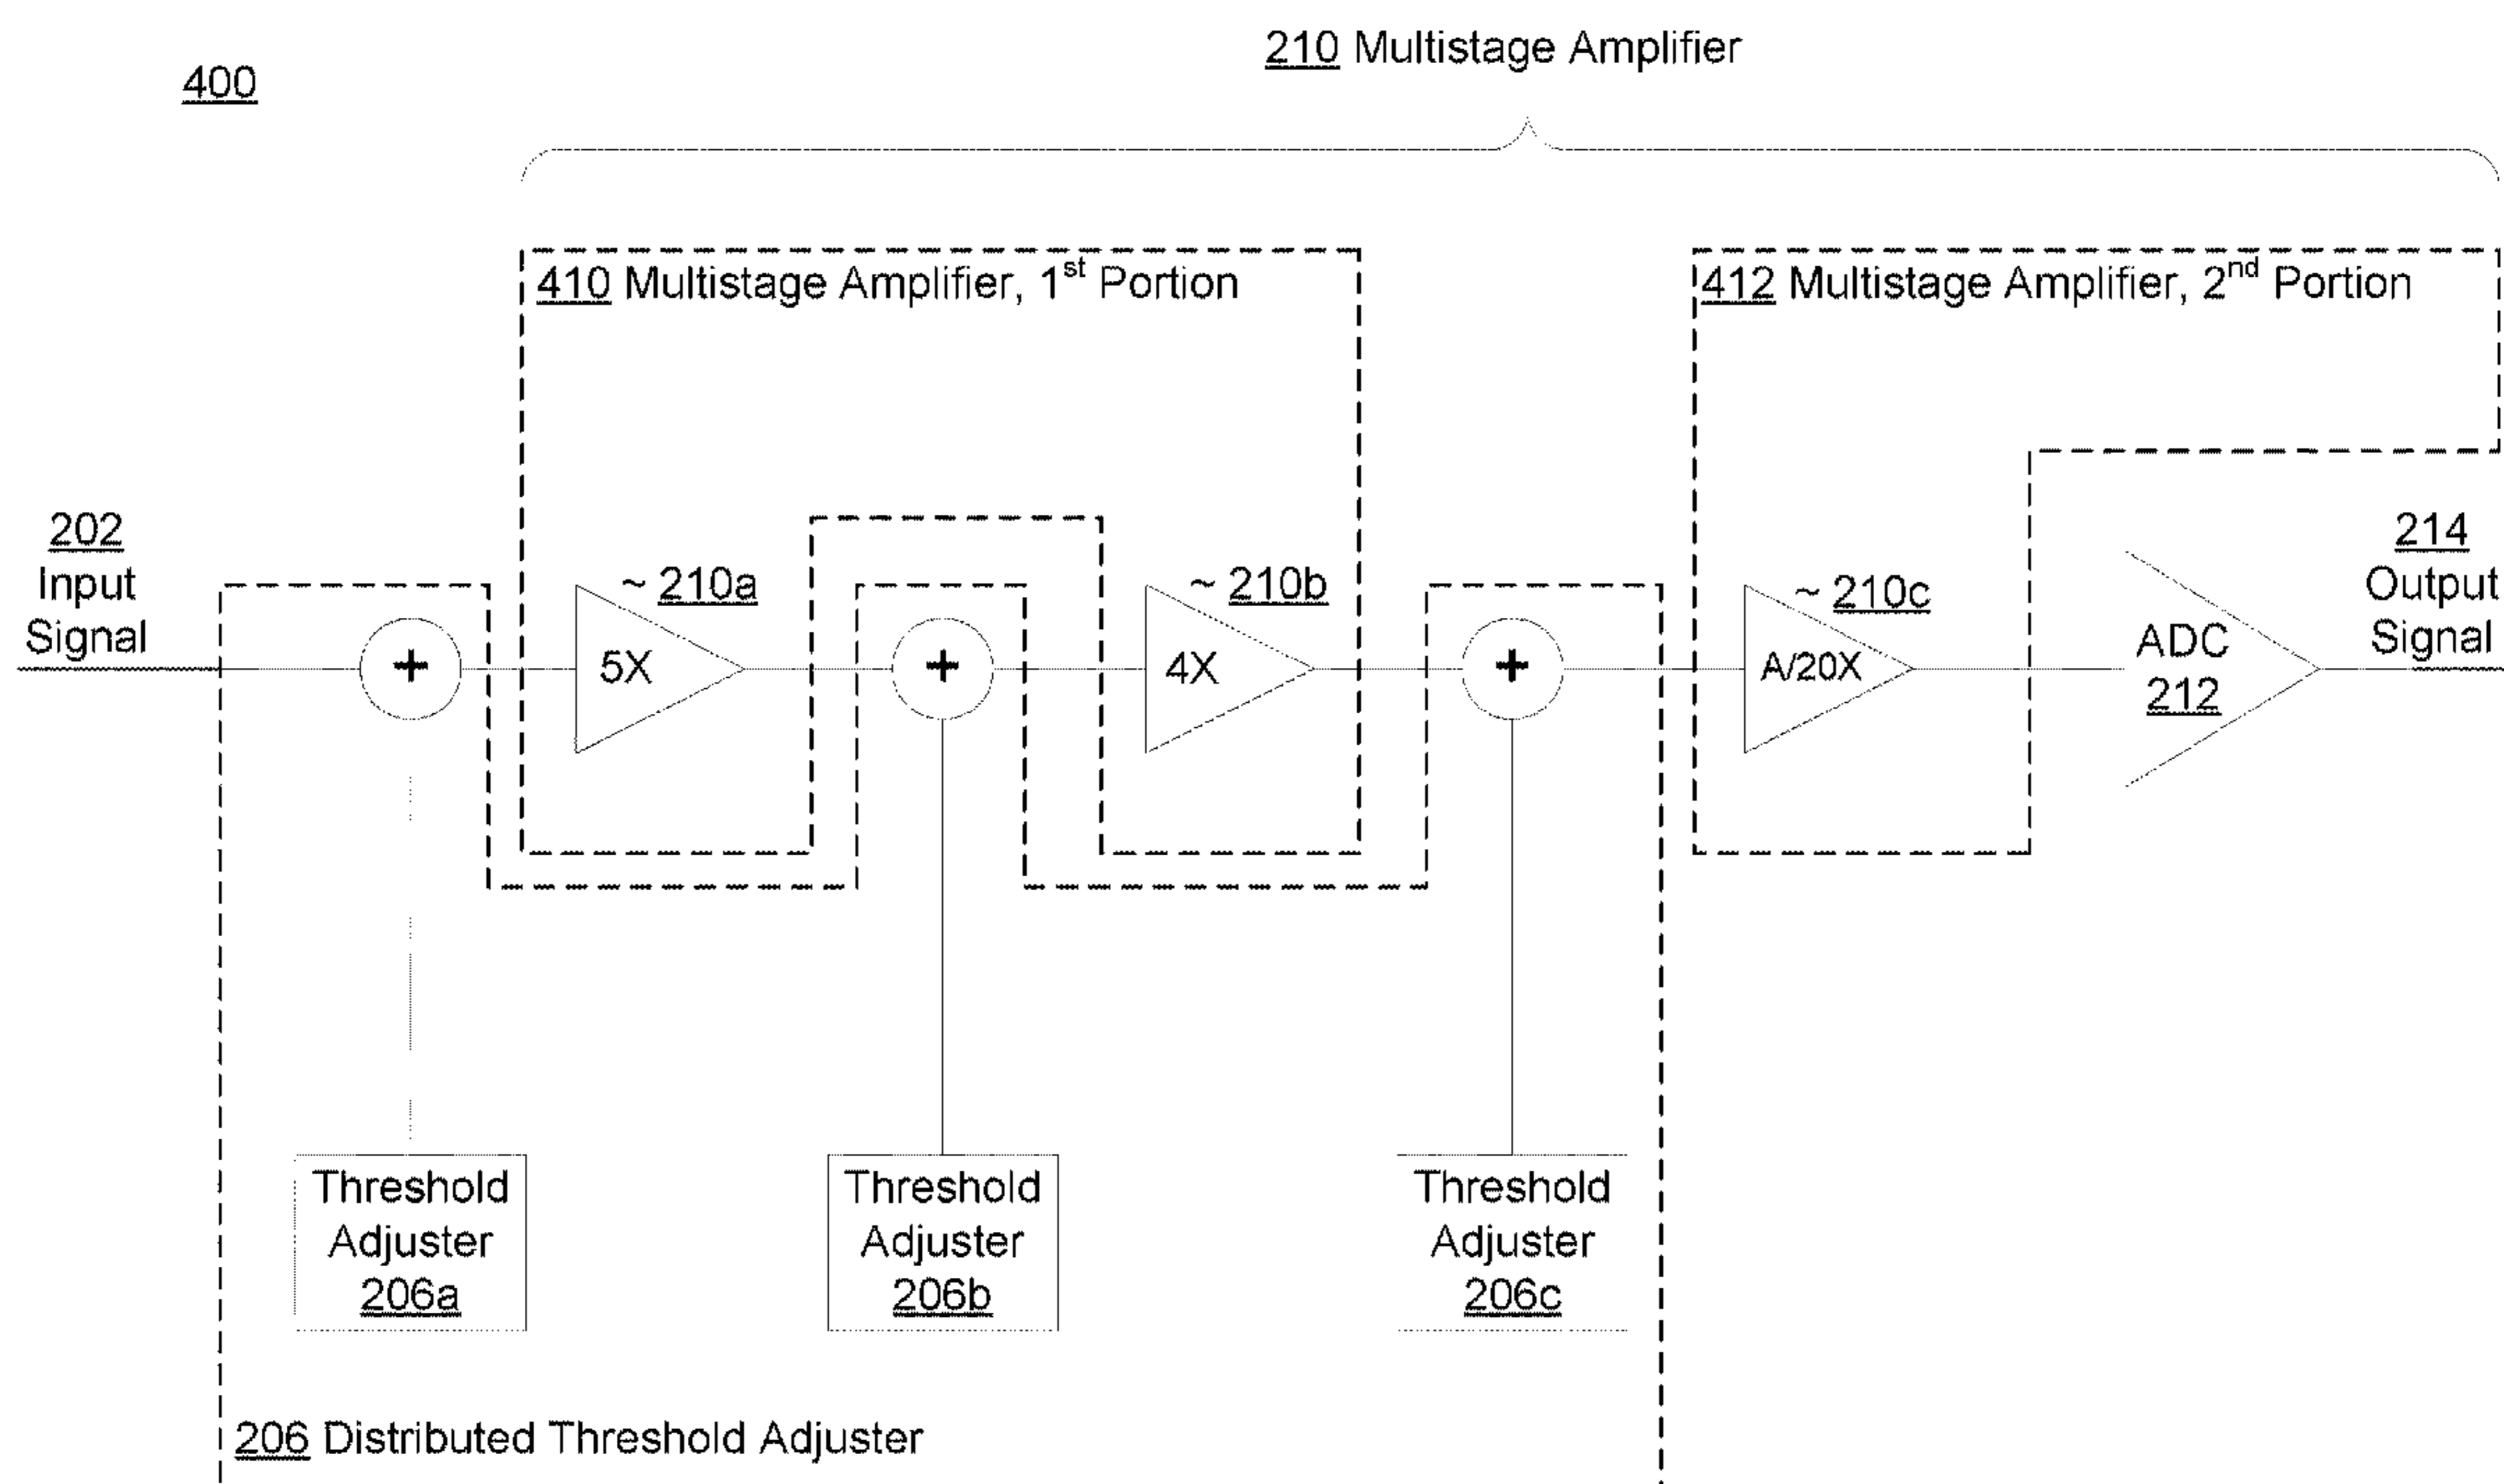 210 Multistage Amplifier
400
410 Multistage Amplifier, 1st Portion
412 Multistage Amplifier, 2nd Portion
202
Input
Signal
+
~ 210a
5X
+
~ 210b
4X
+
~ 210c
A/20X
ADC
212
214
Output
Signal
Threshold
Adjuster
206a
Threshold
Adjuster
206b
Threshold
Adjuster
206c
206 Distributed Threshold Adjuster